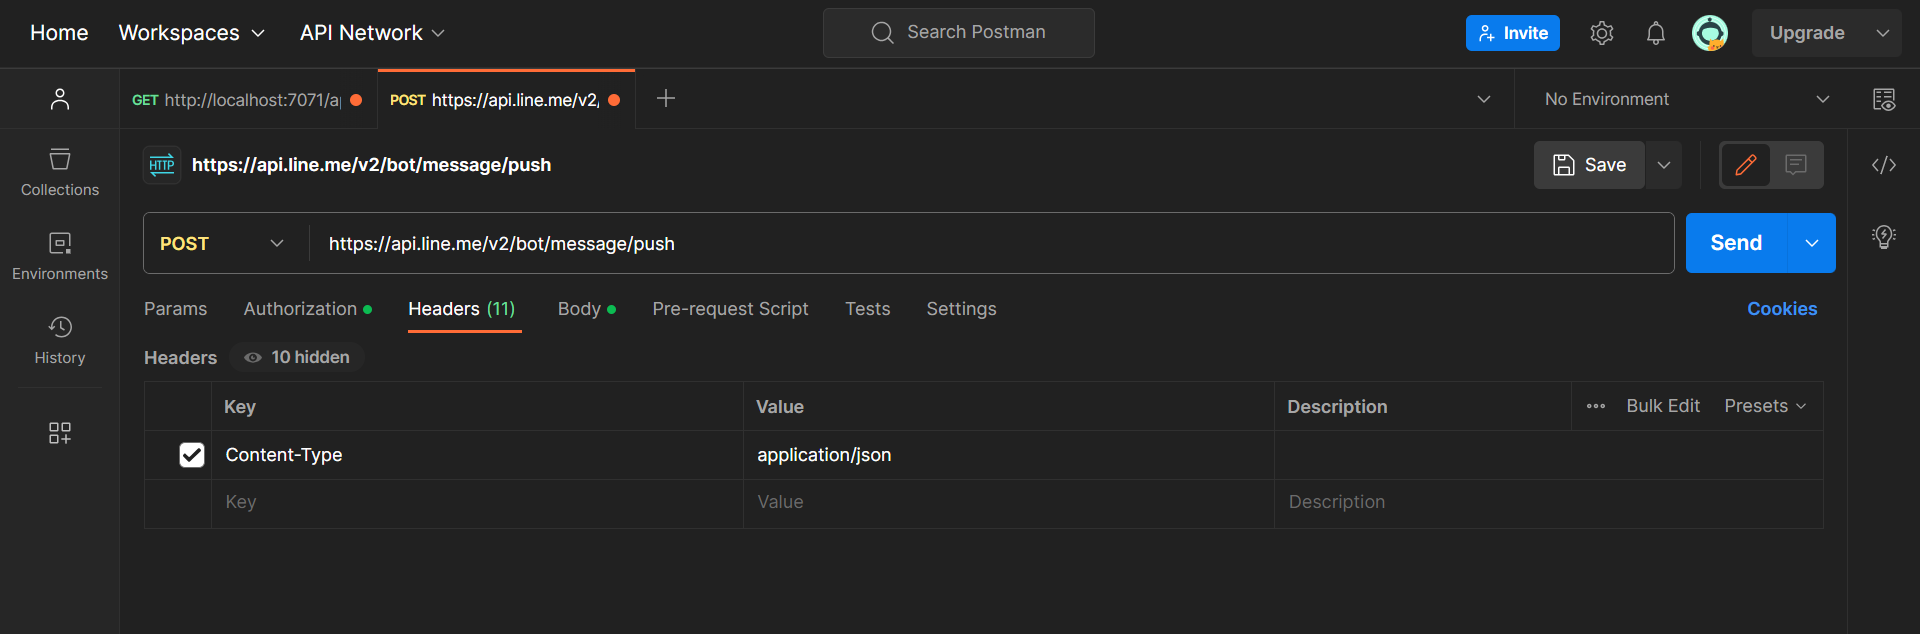 Home Workspaces API Network Search Postman Invite Upgrade
GET http://localhost:7071/a POST https://api.line.me/v2/ No Environment
HTTP https://api.line.me/v2/bot/message/push Save
Collections
POST https://api.line.me/v2/bot/message/push Send
Environments
Params Authorization Headers (11) Body Pre-request Script Tests Settings Cookies
History
Headers 10 hidden
Key Value Description Bulk Edit Presets
Content-Type application/json
Key Value Description